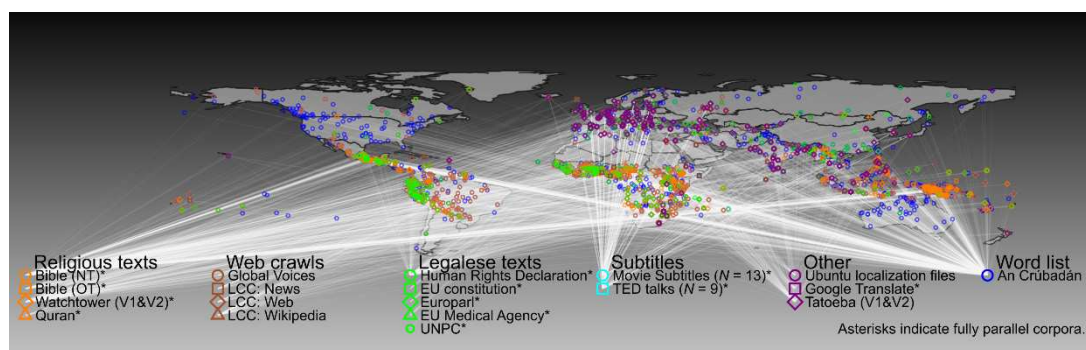 Religious texts
Bible (NT)*
Bible (OT)*
Watchtower (V1&V2)*
Quran*
Web crawls
Global Voices
LCC: News
LCC: Web
LCC: Wikipedia
Legalese texts
Human Rights Declaration*
EU constitution*
Europarl*
EU Medical Agency*
UNPC*
Subtitles
Movie Subtitles (N = 13)*
TED talks (N = 9)*
Other
Ubuntu localization files
Google Translate*
Tatoeba (V1&V2)
Word list
An Crúbadán
Asterisks indicate fully parallel corpora.